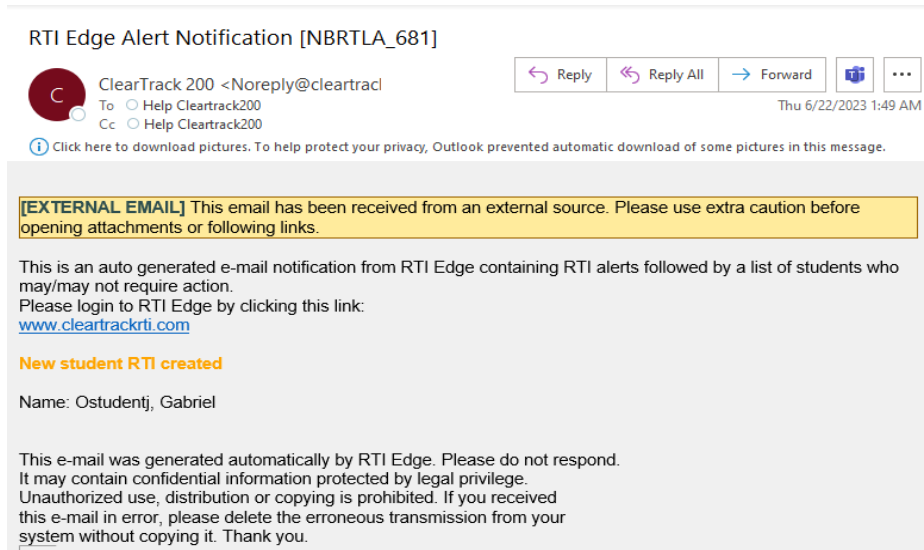 RTI Edge Alert Notification [NBRTLA_681]
C
ClearTrack 200 <Noreply@cleartrac
Reply
Reply All
Forward
To Help Cleartrack200
Thu 6/22/2023 1:49 AM
Cc Help Cleartrack200
Click here to download pictures. To help protect your privacy, Outlook prevented automatic download of some pictures in this message.
[EXTERNAL EMAIL] This email has been received from an external source. Please use extra caution before
opening attachments or following links.
This is an auto generated e-mail notification from RTI Edge containing RTI alerts followed by a list of students who
may/may not require action.
Please login to RTI Edge by clicking this link:
www.cleartrackrti.com
New student RTI created
Name: Ostudentj, Gabriel
This e-mail was generated automatically by RTI Edge. Please do not respond.
It may contain confidential information protected by legal privilege.
Unauthorized use, distribution or copying is prohibited. If you received
this e-mail in error, please delete the erroneous transmission from your
system without copying it. Thank you.